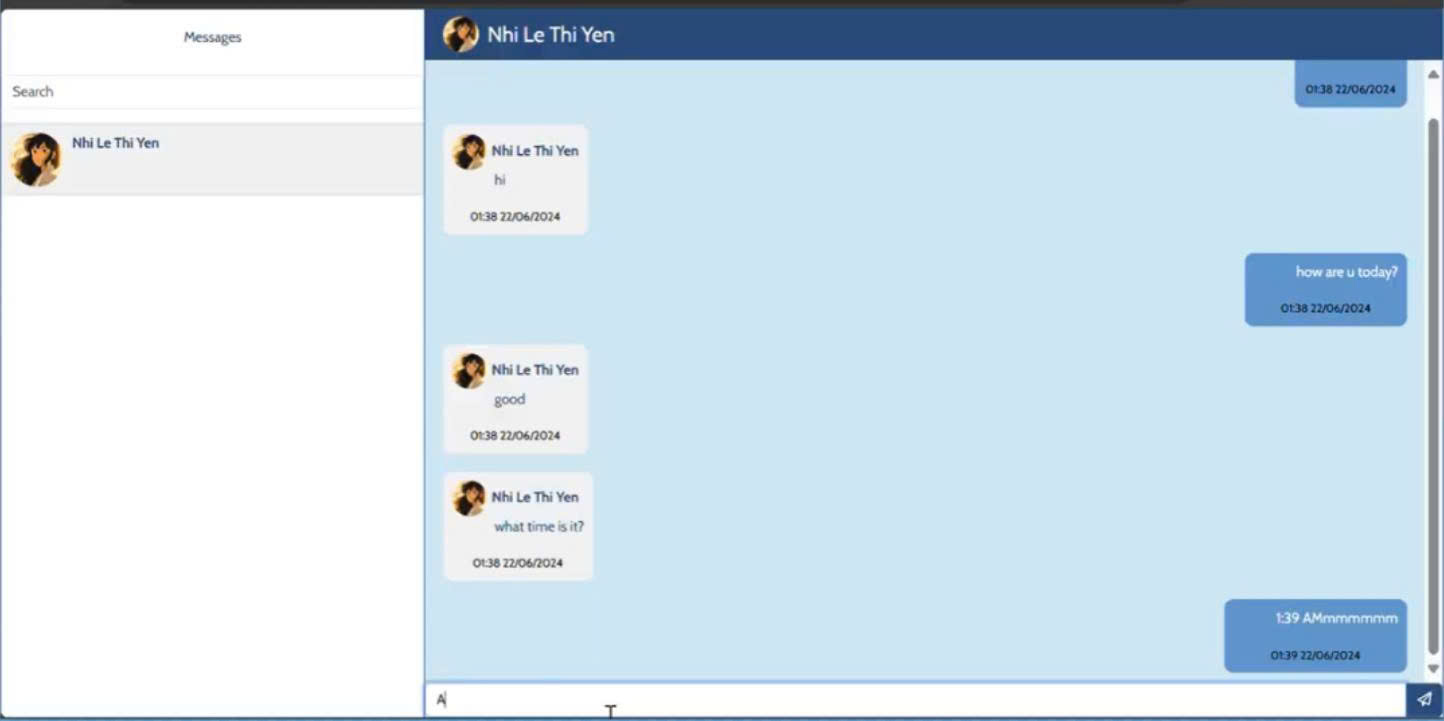 Messages
Search
Nhi Le Thi Yen
Nhi Le Thi Yen
01:38 22/06/2024
Nhi Le Thi Yen
hi
01:38 22/06/2024
how are u today?
01:38 22/06/2024
Nhi Le Thi Yen
good
01:38 22/06/2024
Nhi Le Thi Yen
what time is it?
01:38 22/06/2024
1:39 AMmmmmmm
01:39 22/06/2024
A